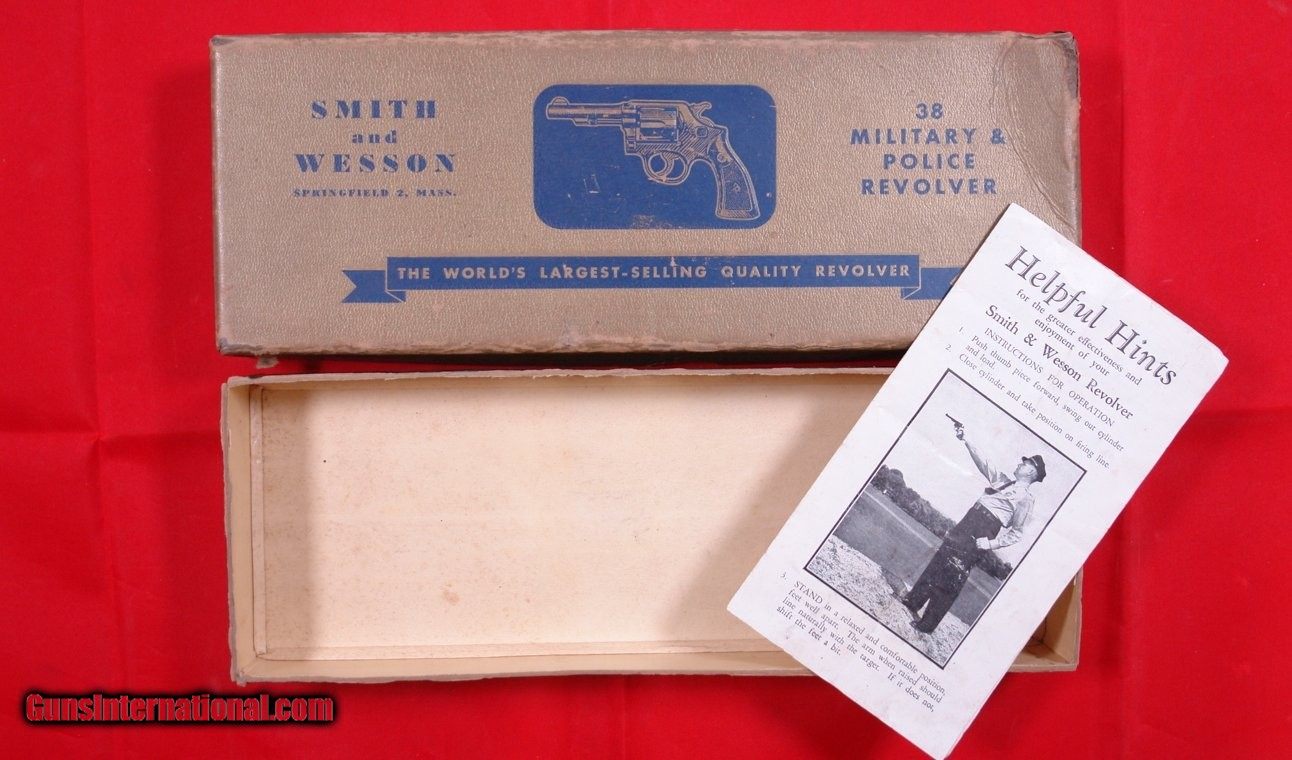 SMITH
and
WESSON
SPRINGFIELD 2, MASS.
38
MILITARY &
POLICE
REVOLVER
THE WORLD'S LARGEST-SELLING QUALITY REVOLVER
Helpful Hints
for the greater effectiveness and
enjoyment of your
Smith & Wesson Revolver
INSTRUCTIONS FOR OPERATION
1. Push thumb piece forward, swing out cylinder
and load.
2. Close cylinder and take position on firing line.
3. STAND in a relaxed and comfortable position,
feet well apart. The arm when raised should
line naturally with the target. If it does not,
shift the feet a bit.
GunsInternational.com